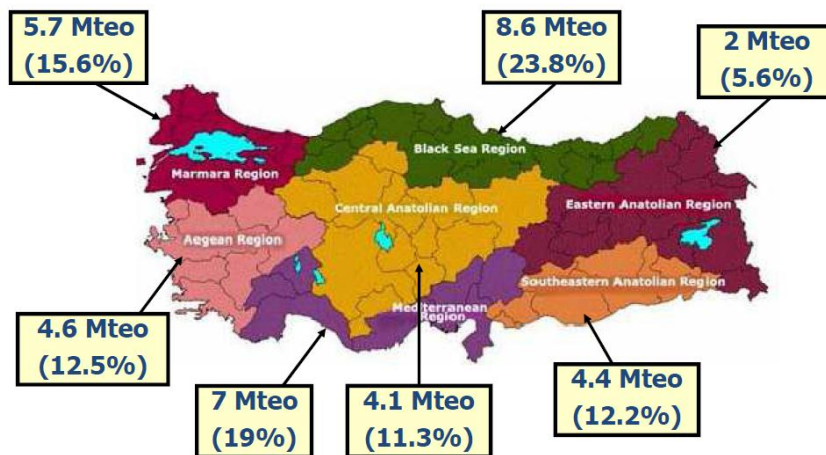 5.7 Mteo
(15.6%)
8.6 Mteo
(23.8%)
2 Mteo
(5.6%)
Black Sea Region
Marmara Region
Central Anatolian Region
Eastern Anatolian Region
Aegean Region
Southeastern Anatolian Region
Mediterranean
Region
4.6 Mteo
(12.5%)
7 Mteo
(19%)
4.1 Mteo
(11.3%)
4.4 Mteo
(12.2%)